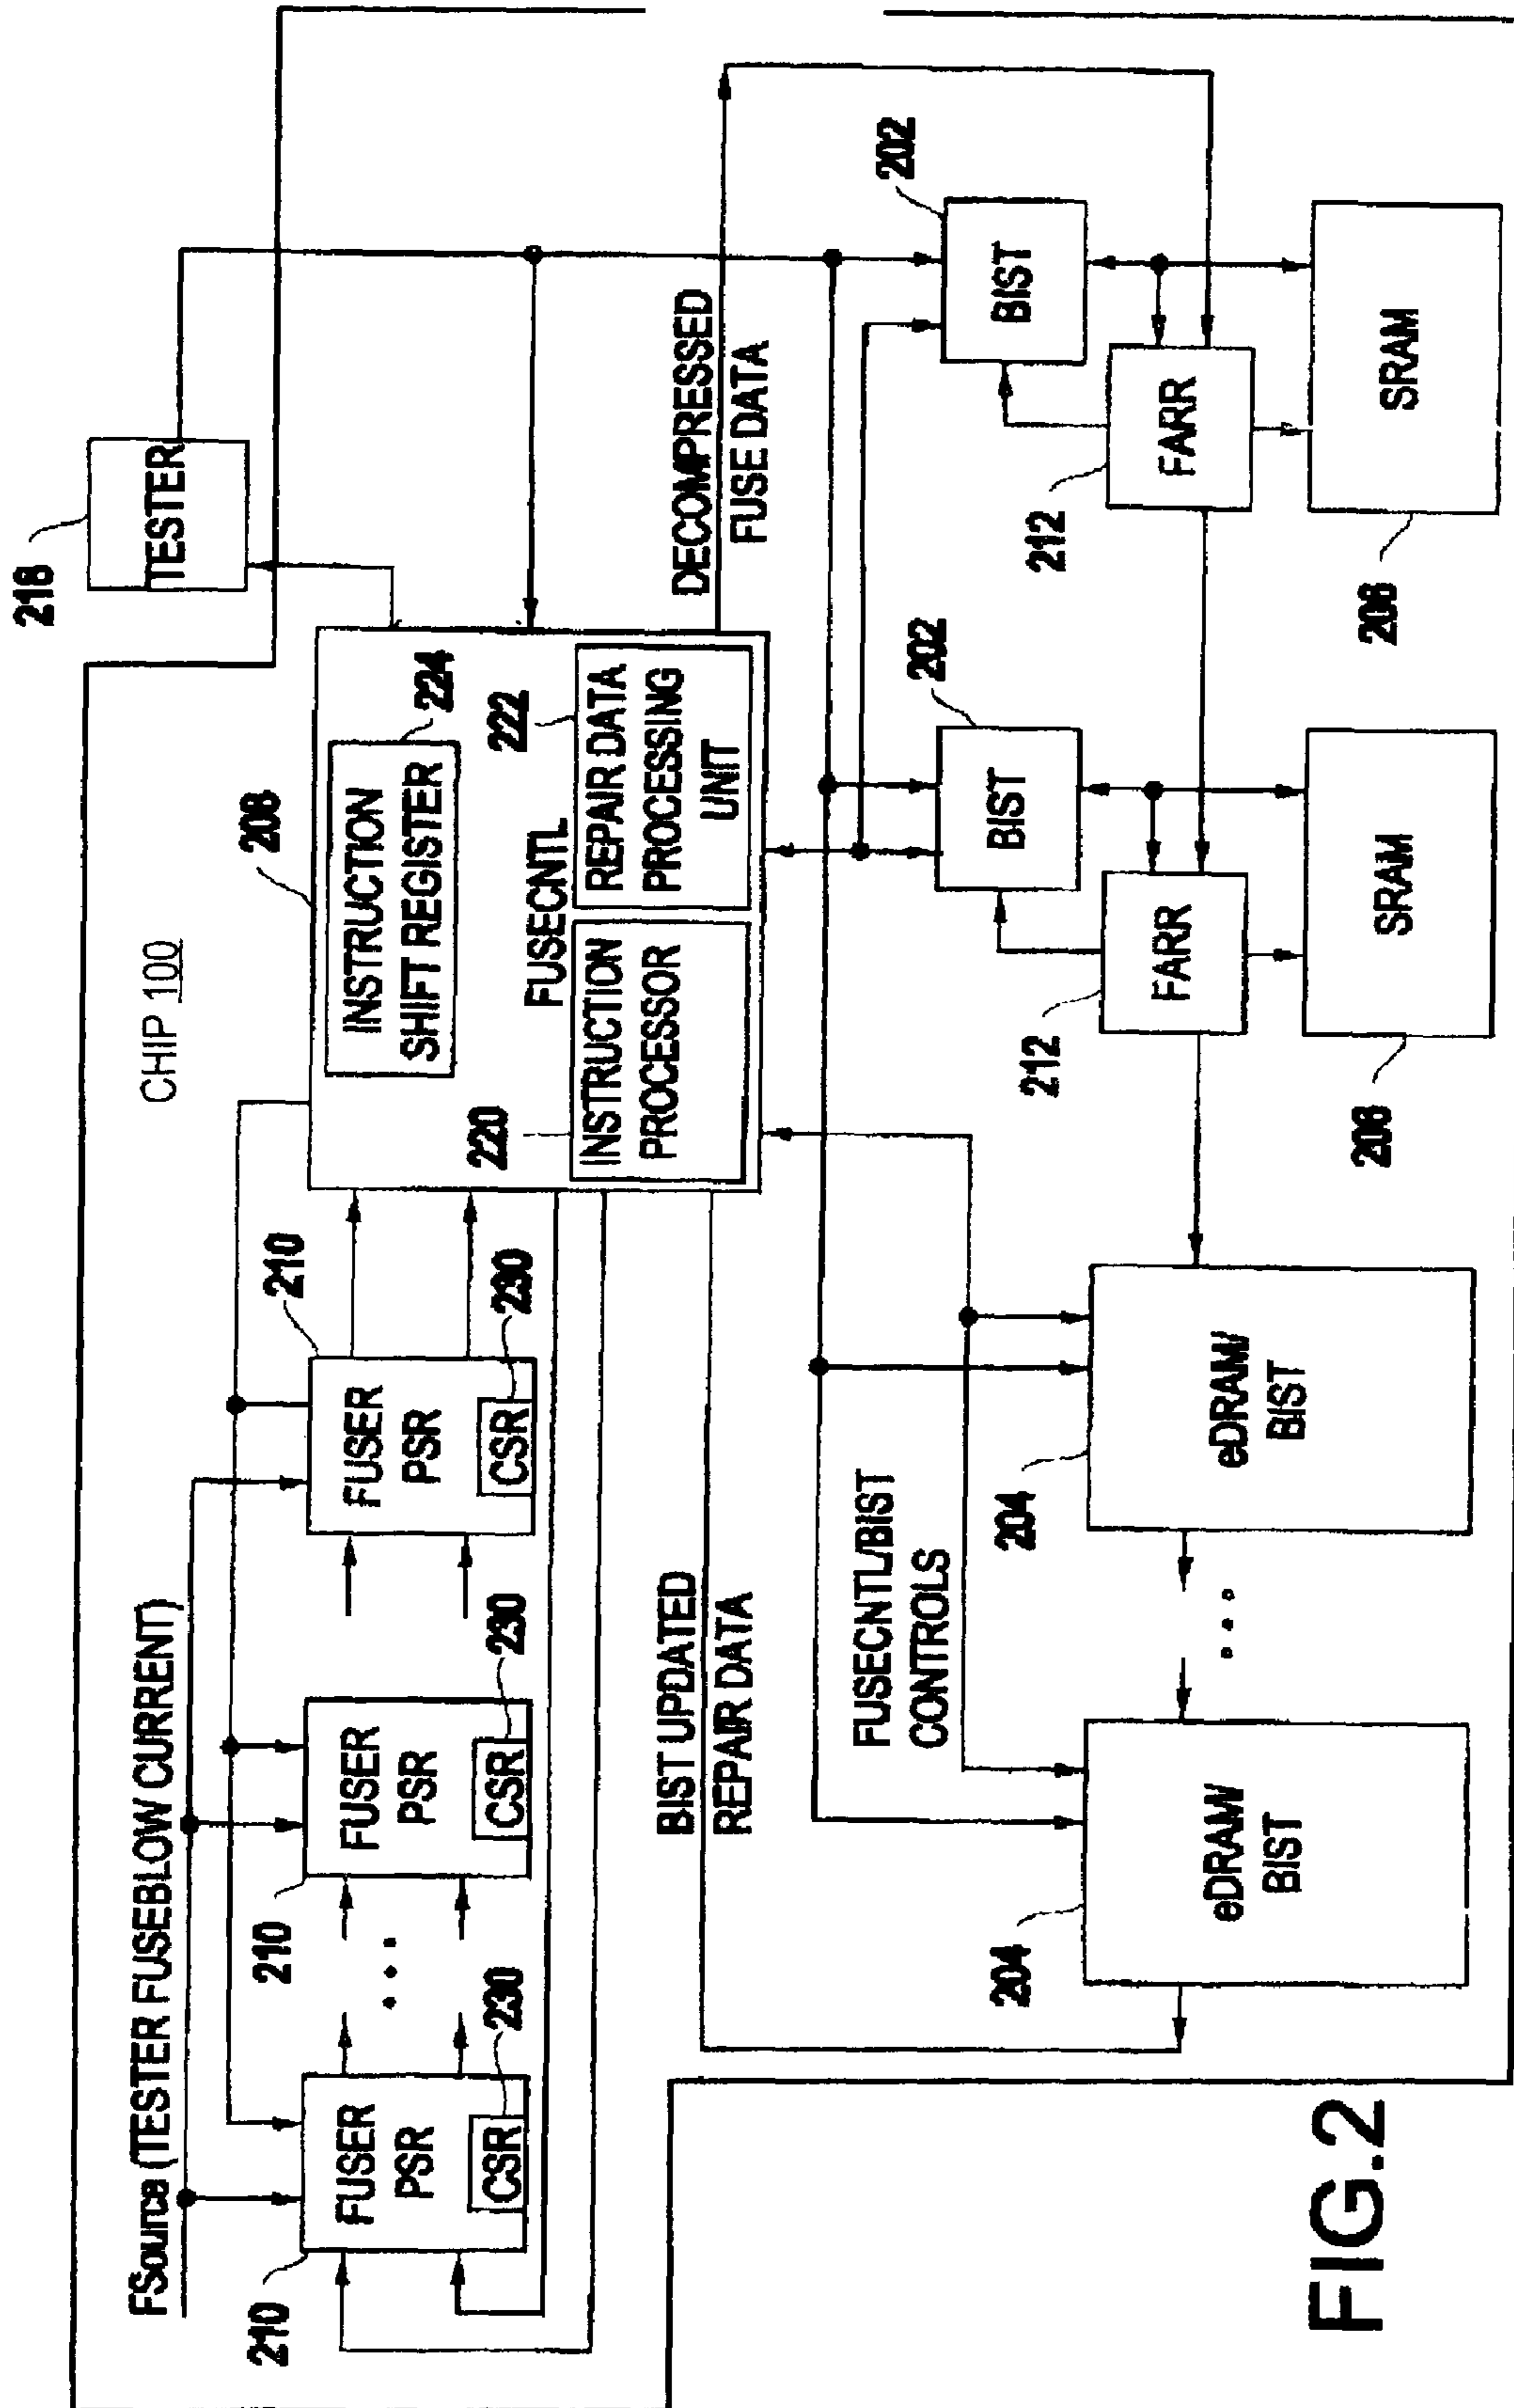 218
TESTER
CHIP 100
FSource (TESTER FUSEBLOW CURRENT)
210
FUSER
PSR
CSR
230
210
FUSER
PSR
CSR
230
210
FUSER
PSR
CSR
230
208
INSTRUCTION
SHIFT REGISTER
224
FUSECNTL
220
INSTRUCTION
PROCESSOR
222
REPAIR DATA
PROCESSING
UNIT
BIST UPDATED
REPAIR DATA
DECOMPRESSED
FUSE DATA
FUSECNTL/BIST
CONTROLS
204
eDRAM/
BIST
204
eDRAM/
BIST
202
BIST
212
FARR
206
SRAM
202
BIST
212
FARR
206
SRAM
FIG.2